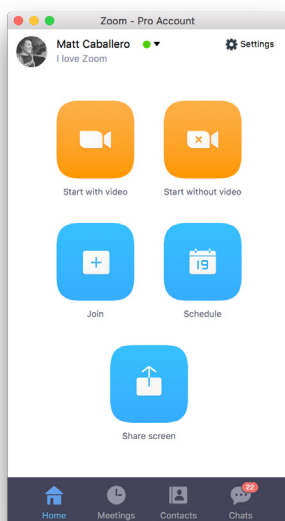 Zoom - Pro Account
Matt Caballero
I love Zoom
Settings
Start with video
Start without video
19
Join
Schedule
Share screen
22
Home
Meetings
Contacts
Chats